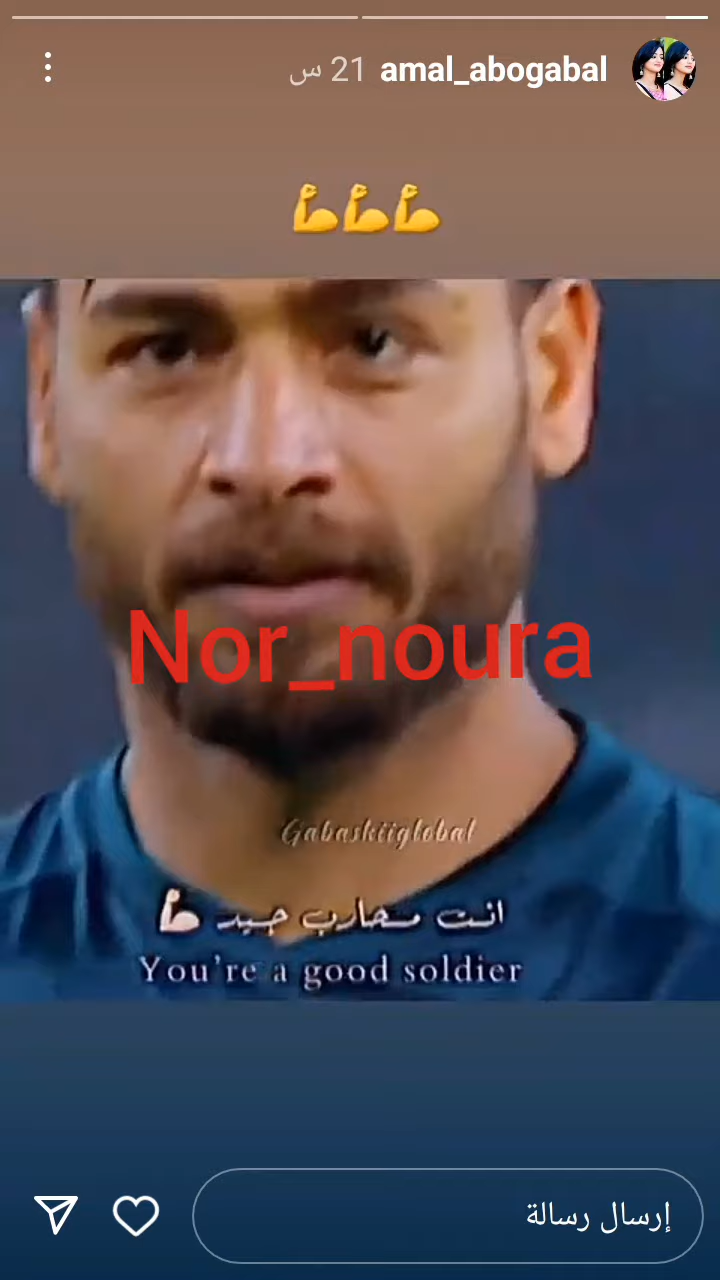 amal_abogabal 21 س
💪💪💪
Nor_noura
Gabaskiiglobal
انت محارب جيد 💪🏻
You're a good soldier
إرسال رسالة